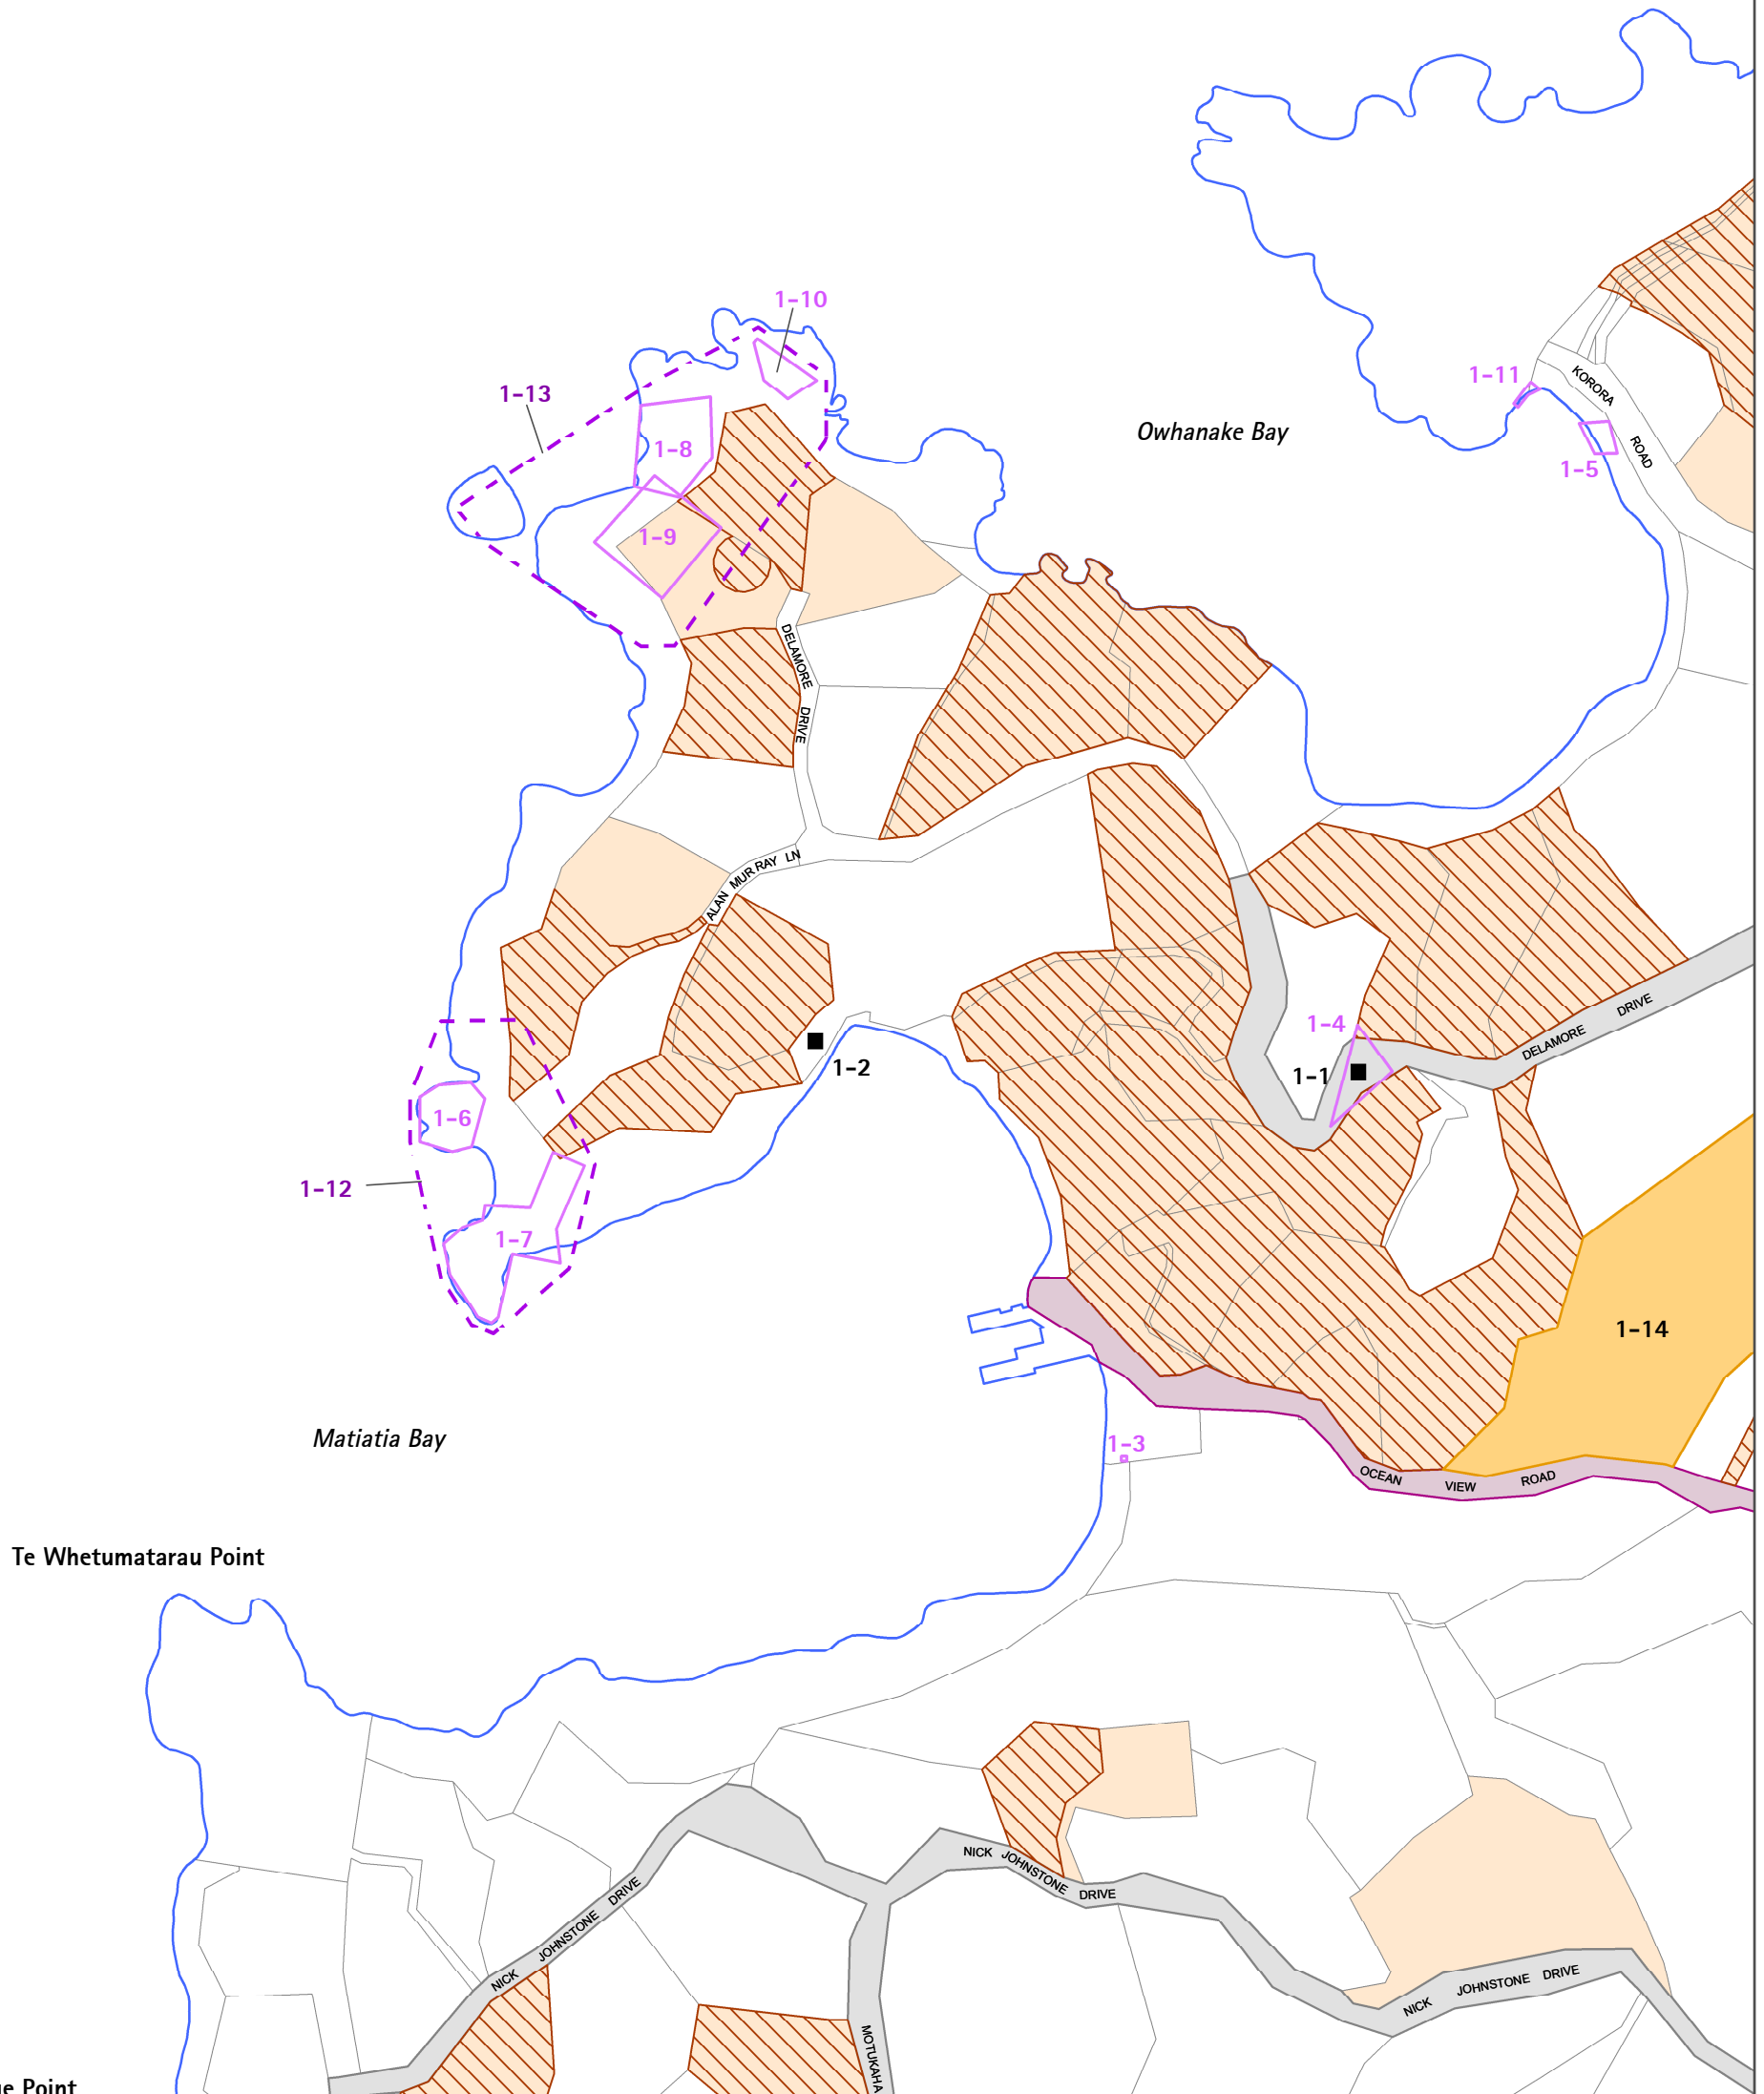 1-10
1-13
1-11
KORORA
ROAD
Owhanake Bay
1-8
1-5
1-9
DELAMORE
DRIVE
ALAN MURRAY LN
1-4
DELAMORE DRIVE
1-2
1-1
1-6
1-12
1-7
1-14
Matiatia Bay
1-3
OCEAN VIEW ROAD
Te Whetumatarau Point
NICK JOHNSTONE DRIVE
NICK JOHNSTONE DRIVE
NICK JOHNSTONE DRIVE
MOTUKAHA
Point